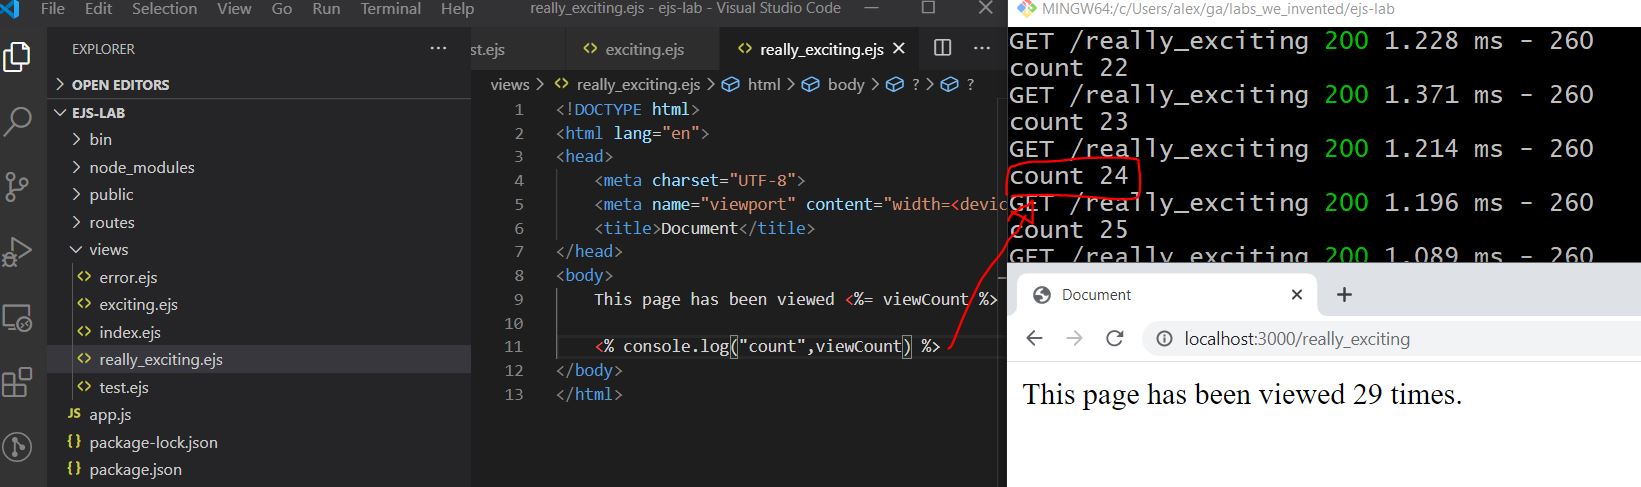 File Edit Selection View Go Run Terminal Help
really_exciting.ejs - ejs-lab - Visual Studio Code
EXPLORER
OPEN EDITORS
EJS-LAB
bin
node_modules
public
routes
views
error.ejs
exciting.ejs
index.ejs
really_exciting.ejs
test.ejs
JS app.js
{} package-lock.json
{} package.json
st.ejs
exciting.ejs
really_exciting.ejs
views > really_exciting.ejs > html > body > ? > ?
1 <!DOCTYPE html>
2 <html lang="en">
3 <head>
4 <meta charset="UTF-8">
5 <meta name="viewport" content="width=<devic
6 <title>Document</title>
7 </head>
8 <body>
9 This page has been viewed <%= viewCount %>
10
11 <% console.log("count",viewCount) %>
12 </body>
13 </html>
MINGW64:/c/Users/alex/ga/labs_we_invented/ejs-lab
GET /really_exciting 200 1.228 ms - 260
count 22
GET /really_exciting 200 1.371 ms - 260
count 23
GET /really_exciting 200 1.214 ms - 260
count 24
GET /really_exciting 200 1.196 ms - 260
count 25
GET /really_exciting 200 1.089 ms - 260
Document
localhost:3000/really_exciting
This page has been viewed 29 times.